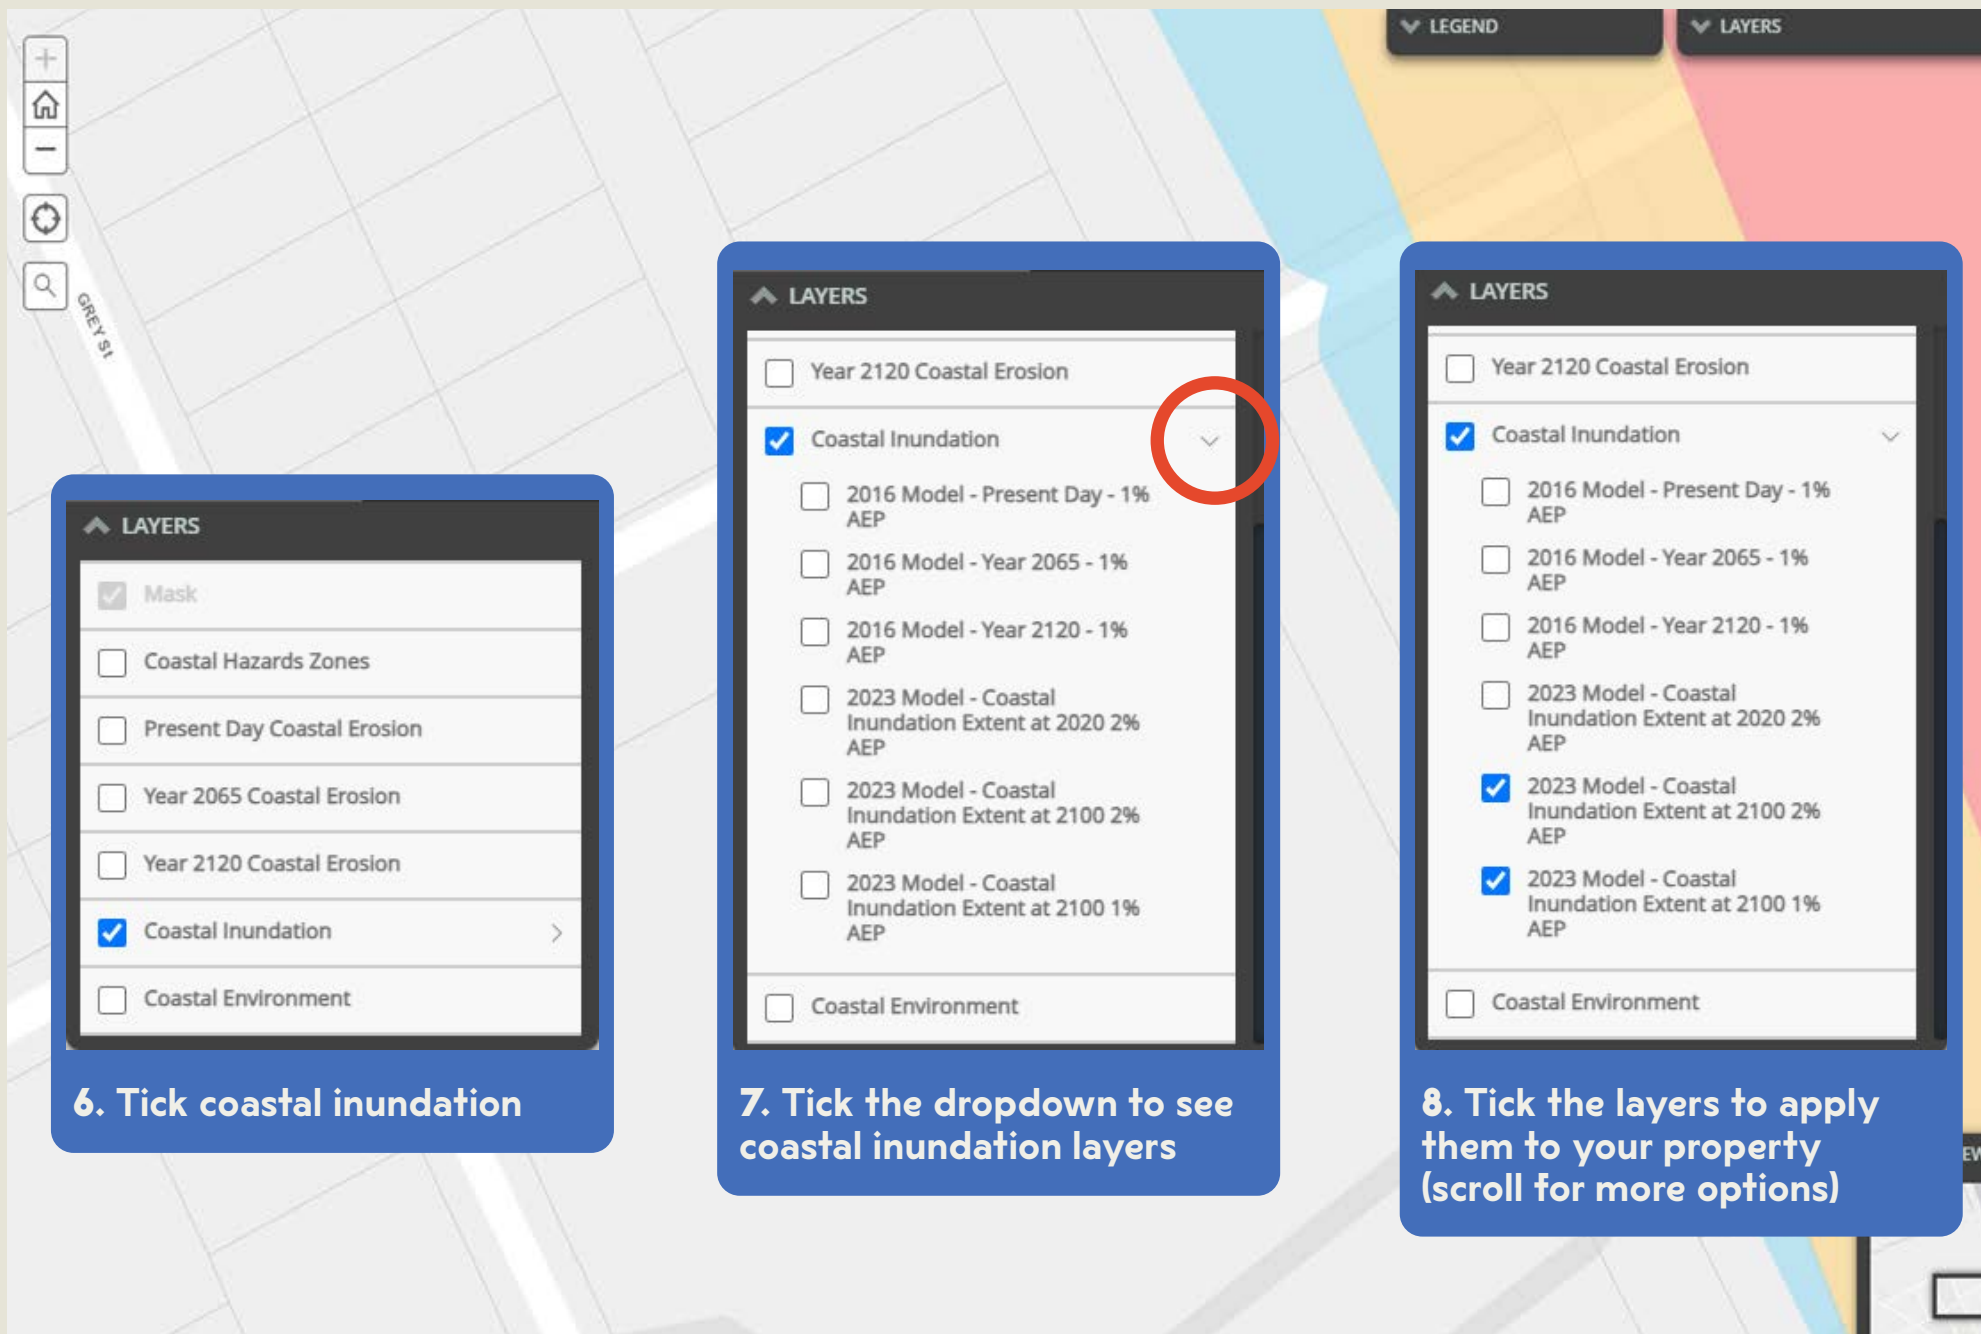 LEGEND
LAYERS
GREY St
LAYERS
Mask
Coastal Hazards Zones
Present Day Coastal Erosion
Year 2065 Coastal Erosion
Year 2120 Coastal Erosion
Coastal Inundation
Coastal Environment
6. Tick coastal inundation
LAYERS
Year 2120 Coastal Erosion
Coastal Inundation
2016 Model - Present Day - 1%
AEP
2016 Model - Year 2065 - 1%
AEP
2016 Model - Year 2120 - 1%
AEP
2023 Model - Coastal
Inundation Extent at 2020 2%
AEP
2023 Model - Coastal
Inundation Extent at 2100 2%
AEP
2023 Model - Coastal
Inundation Extent at 2100 1%
AEP
Coastal Environment
7. Tick the dropdown to see
coastal inundation layers
LAYERS
Year 2120 Coastal Erosion
Coastal Inundation
2016 Model - Present Day - 1%
AEP
2016 Model - Year 2065 - 1%
AEP
2016 Model - Year 2120 - 1%
AEP
2023 Model - Coastal
Inundation Extent at 2020 2%
AEP
2023 Model - Coastal
Inundation Extent at 2100 2%
AEP
2023 Model - Coastal
Inundation Extent at 2100 1%
AEP
Coastal Environment
8. Tick the layers to apply
them to your property
(scroll for more options)